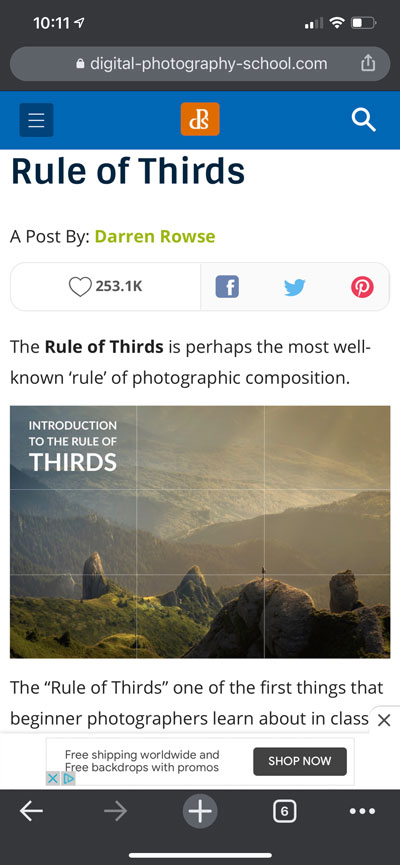 10:11
digital-photography-school.com
dPS
Rule of Thirds
A Post By: Darren Rowse
253.1K
The Rule of Thirds is perhaps the most well-
known ‘rule’ of photographic composition.
INTRODUCTION
TO THE RULE OF
THIRDS
The “Rule of Thirds” one of the first things that
beginner photographers learn about in class
Free shipping worldwide and
Free backdrops with promos
SHOP NOW
6